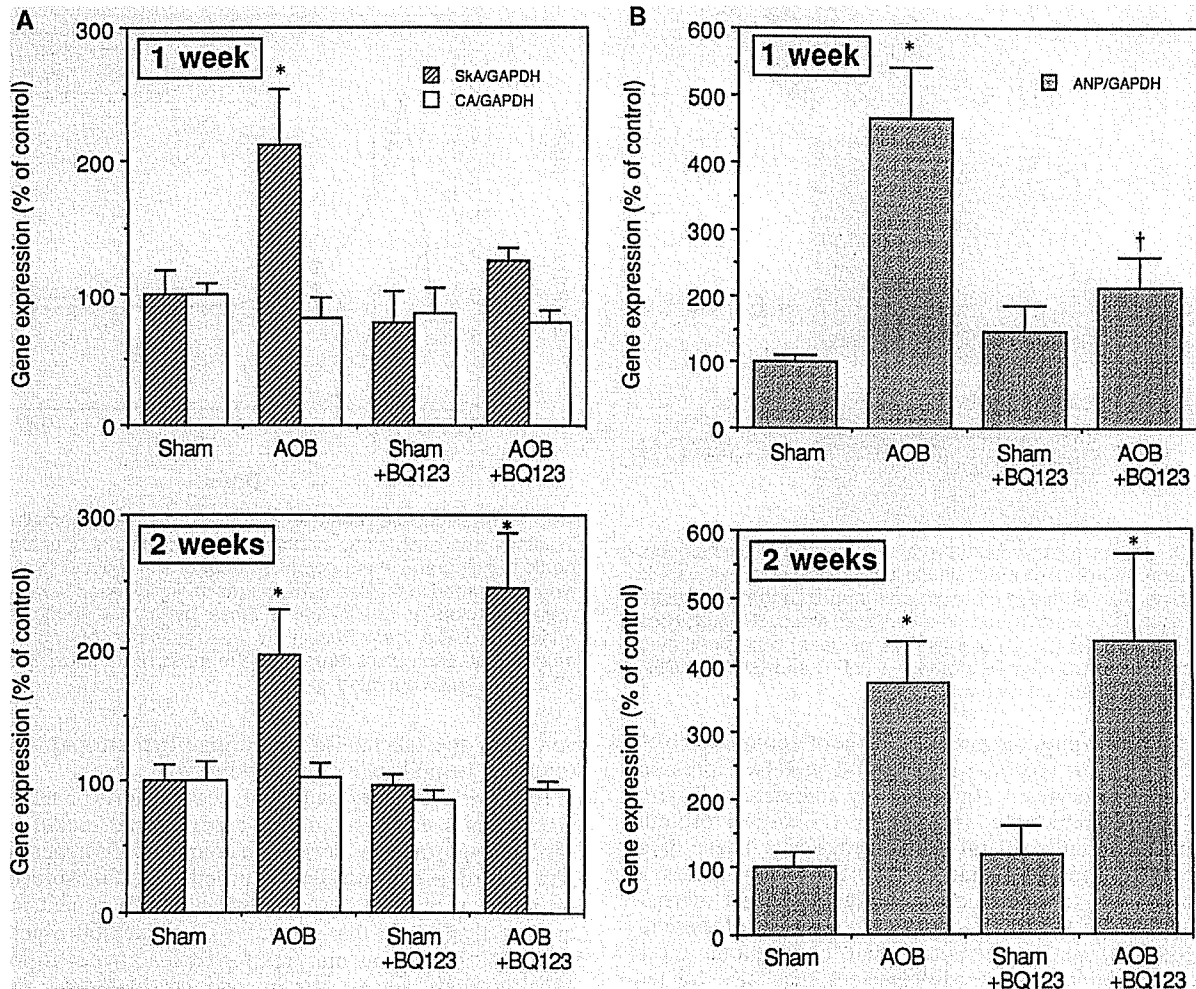 A
300
200
100
0
Gene expression (% of control)
1 week
*
SkA/GAPDH
CA/GAPDH
Sham
AOB
Sham
+BQ123
AOB
+BQ123
B
600
500
400
300
200
100
0
Gene expression (% of control)
1 week
*
†
ANP/GAPDH
Sham
AOB
Sham
+BQ123
AOB
+BQ123
300
200
100
0
Gene expression (% of control)
2 weeks
*
*
Sham
AOB
Sham
+BQ123
AOB
+BQ123
600
500
400
300
200
100
0
Gene expression (% of control)
2 weeks
*
*
Sham
AOB
Sham
+BQ123
AOB
+BQ123